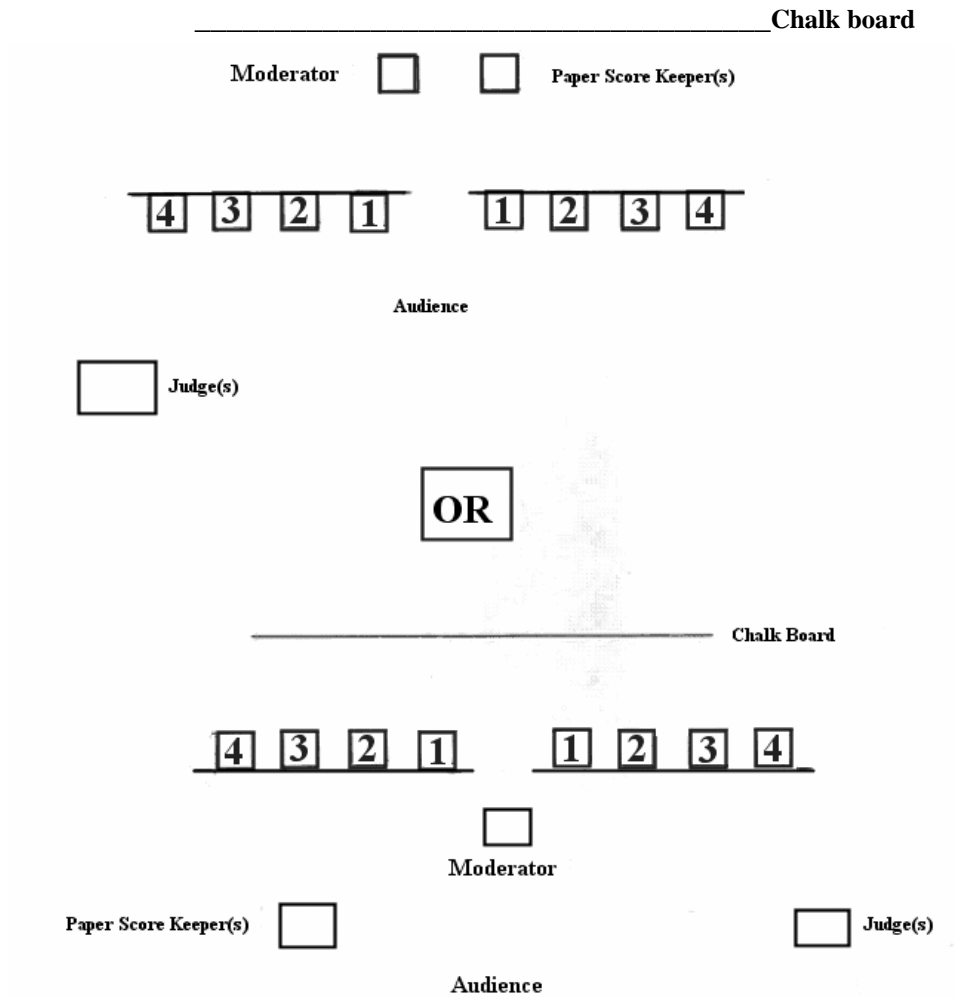 Chalk board
Moderator Paper Score Keeper(s)
4 3 2 1 1 2 3 4
Audience
Judge(s)
OR
Chalk Board
4 3 2 1 1 2 3 4
Moderator
Paper Score Keeper(s) Judge(s)
Audience